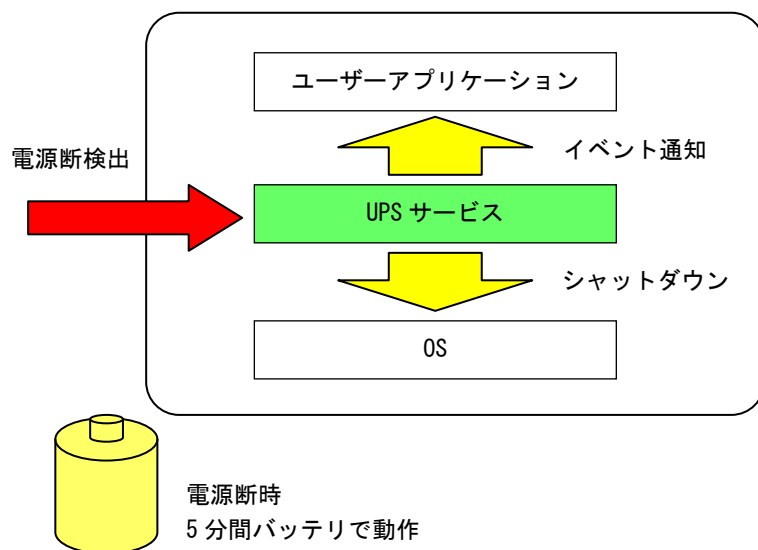 ユーザーアプリケーション
イベント通知
電源断検出
UPS サービス
シャットダウン
OS
電源断時
5 分間バッテリで動作